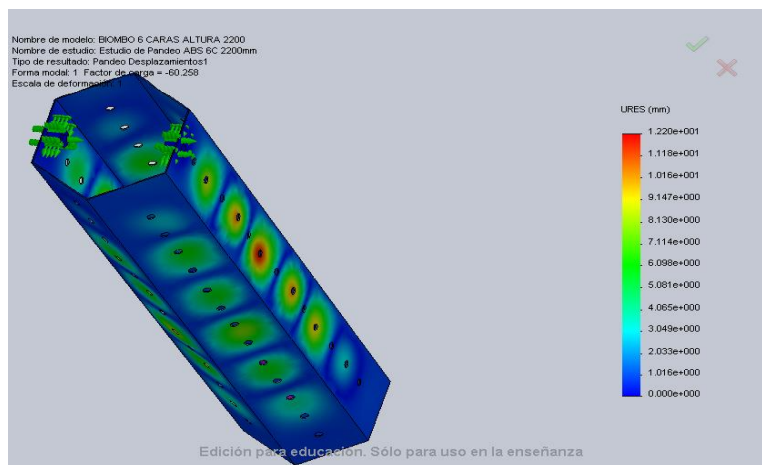 Nombre de modelo: BIOMBO 6 CARAS ALTURA 2200
Nombre de estudio: Estudio de Pandeo ABS 6C 2200mm
Tipo de resultado: Pandeo Desplazamientos1
Forma modal: 1 Factor de carga = -60.258
Escala de deformación: 1
URES (mm)
1.220e+001
1.118e+001
1.016e+001
9.147e+000
8.130e+000
7.114e+000
6.098e+000
5.081e+000
4.065e+000
3.049e+000
2.033e+000
1.016e+000
0.000e+000
Edición para educación. Sólo para uso en la enseñanza